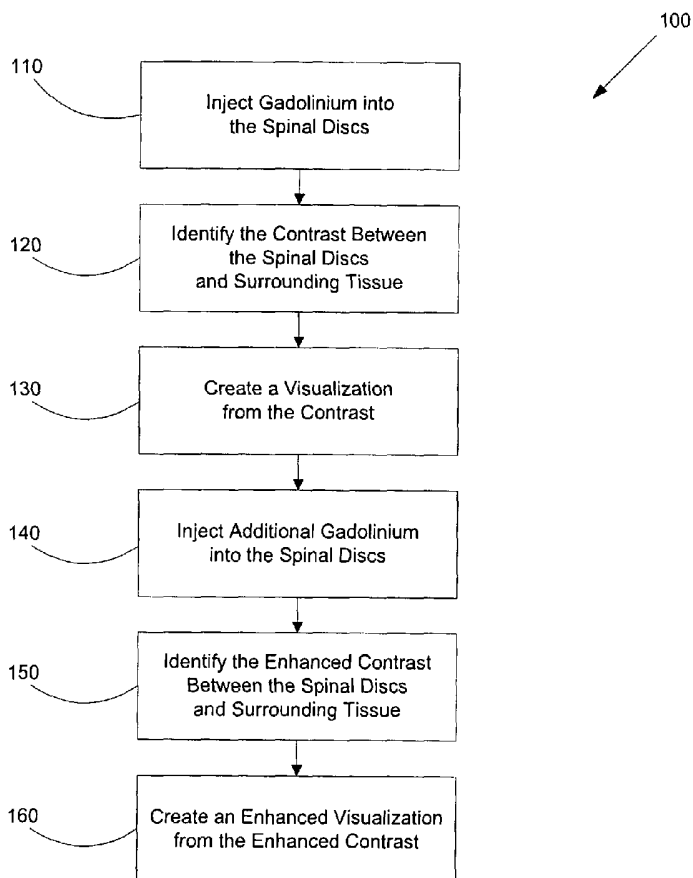 100
110
Inject Gadolinium into
the Spinal Discs
120
Identify the Contrast Between
the Spinal Discs
and Surrounding Tissue
130
Create a Visualization
from the Contrast
140
Inject Additional Gadolinium
into the Spinal Discs
150
Identify the Enhanced Contrast
Between the Spinal Discs
and Surrounding Tissue
160
Create an Enhanced Visualization
from the Enhanced Contrast